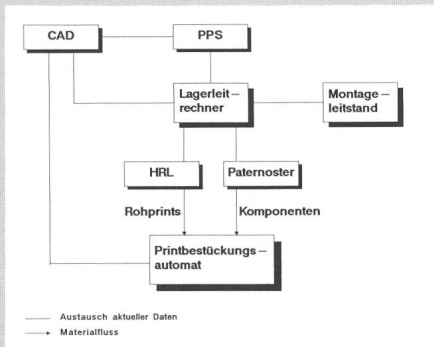 CAD
PPS
Lagerleit–
rechner
Montage–
leitstand
HRL
Paternoster
Rohprints
Komponenten
Printbestückungs–
automat
Austausch aktueller Daten
Materialfluss